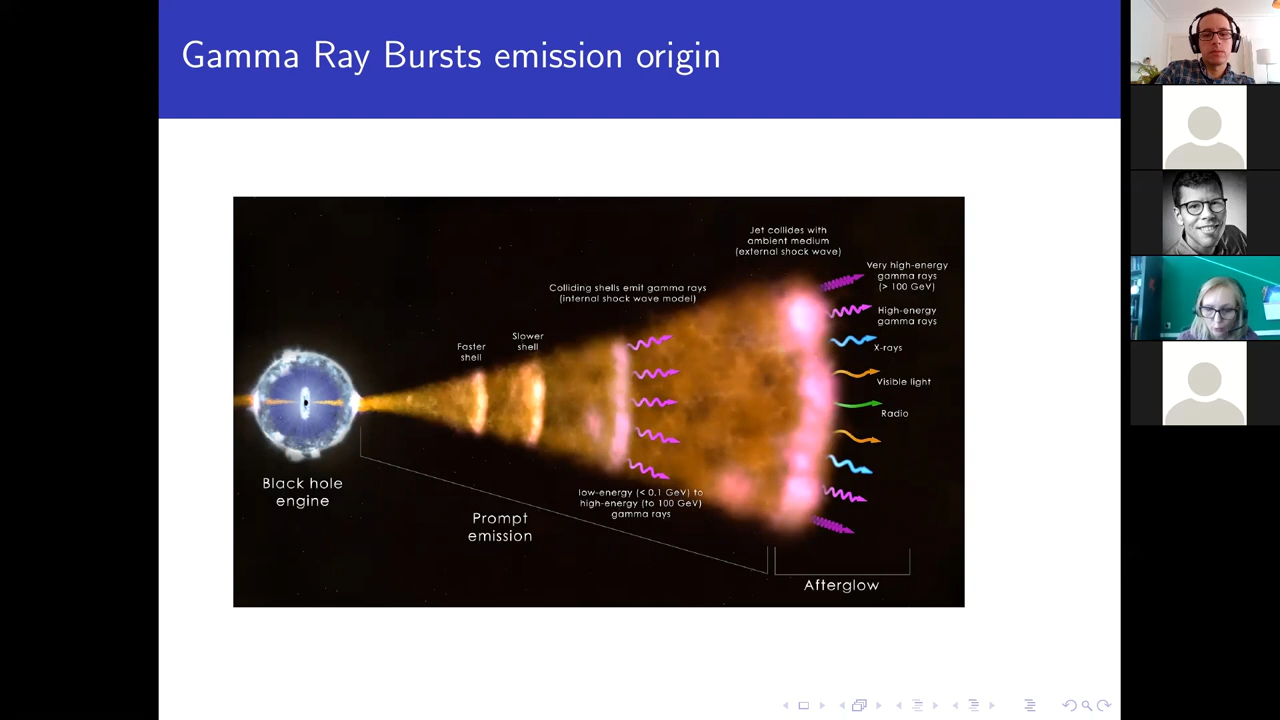 Gamma Ray Bursts emission origin
Jet collides with
ambient medium
(external shock wave)
Very high-energy
gamma rays
(> 100 GeV)
Colliding shells emit gamma rays
(internal shock wave model)
High-energy
gamma rays
Slower
shell
Faster
shell
X-rays
Visible light
Radio
Black hole
engine
low-energy (< 0.1 GeV) to
high-energy (to 100 GeV)
gamma rays
Prompt
emission
Afterglow